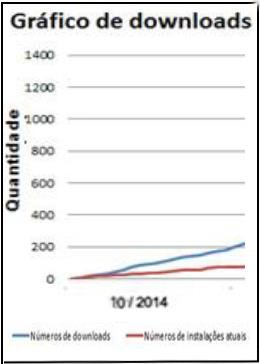 Gráfico de downloads
Quantidade
1400
1200
1000
800
600
400
200
0
10/2014
Números de downloads
Números de instalações atuais